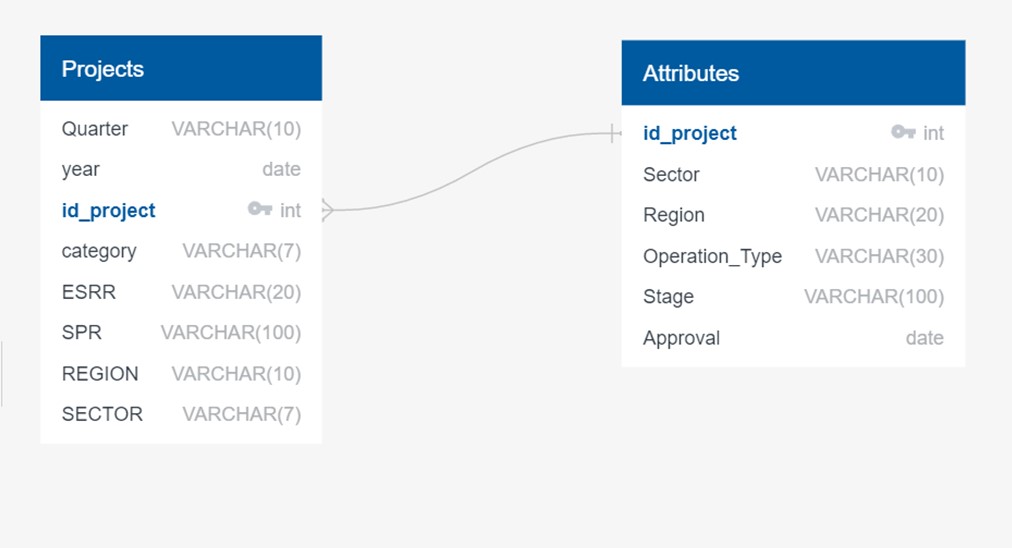 Projects
Quarter VARCHAR(10)
year date
id_project int
category VARCHAR(7)
ESRR VARCHAR(20)
SPR VARCHAR(100)
REGION VARCHAR(10)
SECTOR VARCHAR(7)
Attributes
id_project int
Sector VARCHAR(10)
Region VARCHAR(20)
Operation_Type VARCHAR(30)
Stage VARCHAR(100)
Approval date